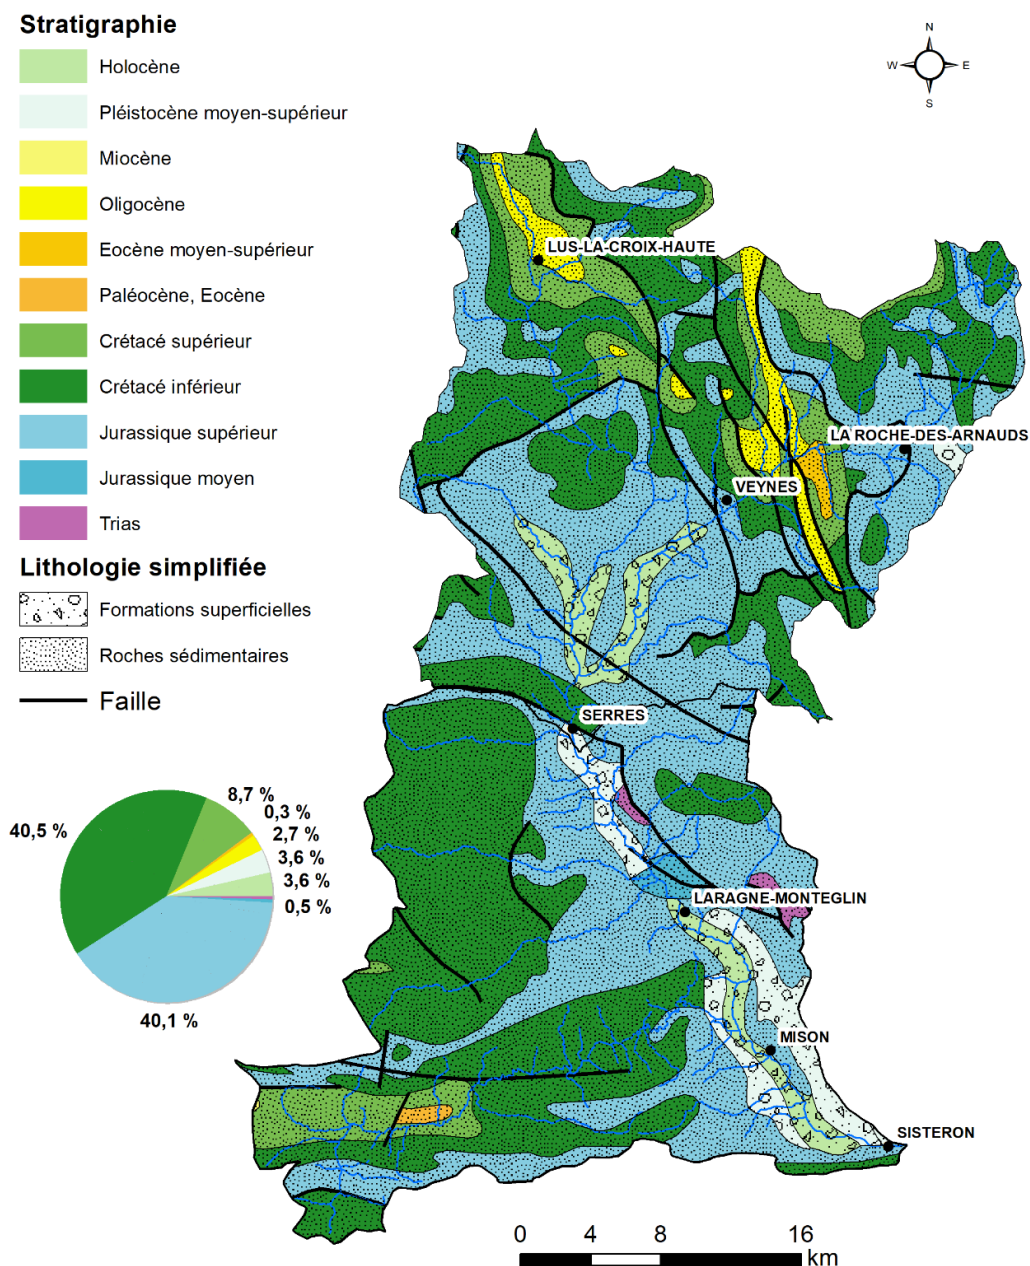 Stratigraphie
Holocène
Pléistocène moyen-supérieur
Miocène
Oligocène
Eocène moyen-supérieur
Paléocène, Eocène
Crétacé supérieur
Crétacé inférieur
Jurassique supérieur
Jurassique moyen
Trias
Lithologie simplifiée
Formations superficielles
Roches sédimentaires
Faille
8,7 %
0,3 %
40,5 %
2,7 %
3,6 %
3,6 %
0,5 %
40,1 %
N
W
E
S
LUS-LA-CROIX-HAUTE
LA ROCHE-DES-ARNAUDS
VEYNES
SERRES
LARAGNE-MONTEGLIN
MISON
SISTERON
0 4 8 16
km